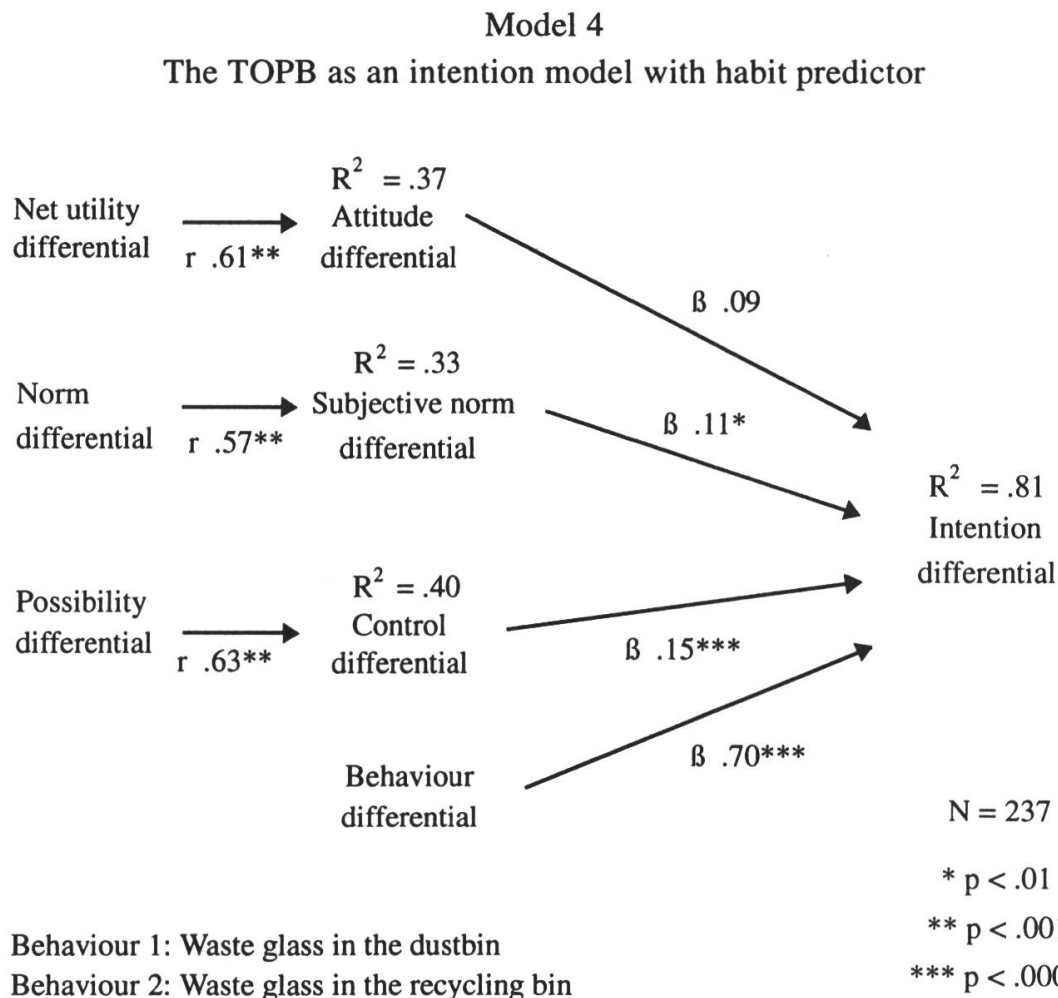 Model 4
The TOPB as an intention model with habit predictor
R² = .37
Net utility
differential
r .61**
Attitude
differential
ß .09
R² = .33
Norm
differential
r .57**
Subjective norm
differential
ß .11*
R² = .81
Intention
differential
R² = .40
Possibility
differential
r .63**
Control
differential
ß .15***
ß .70***
Behaviour
differential
N = 237
* p < .01
** p < .00
*** p < .000
Behaviour 1: Waste glass in the dustbin
Behaviour 2: Waste glass in the recycling bin